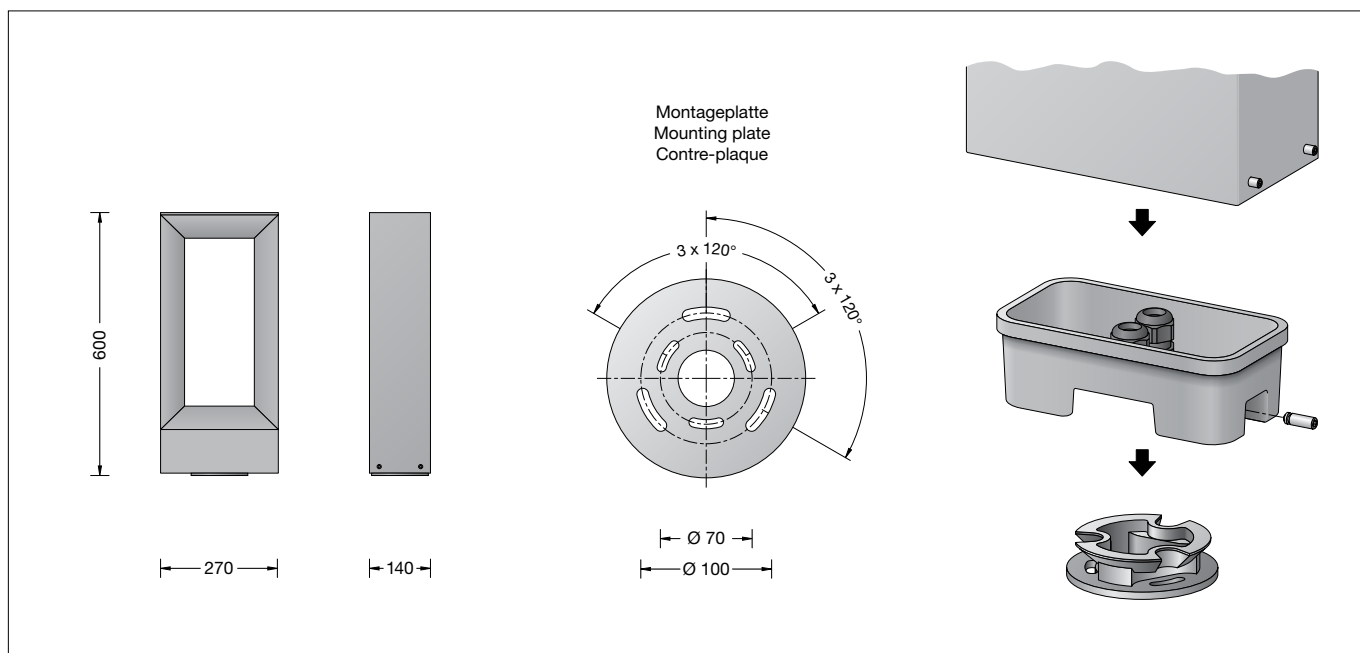 Montageplatte
Mounting plate
Contre-plaque
3 x 120°
3 x 120°
600
Ø 70
Ø 100
270
140